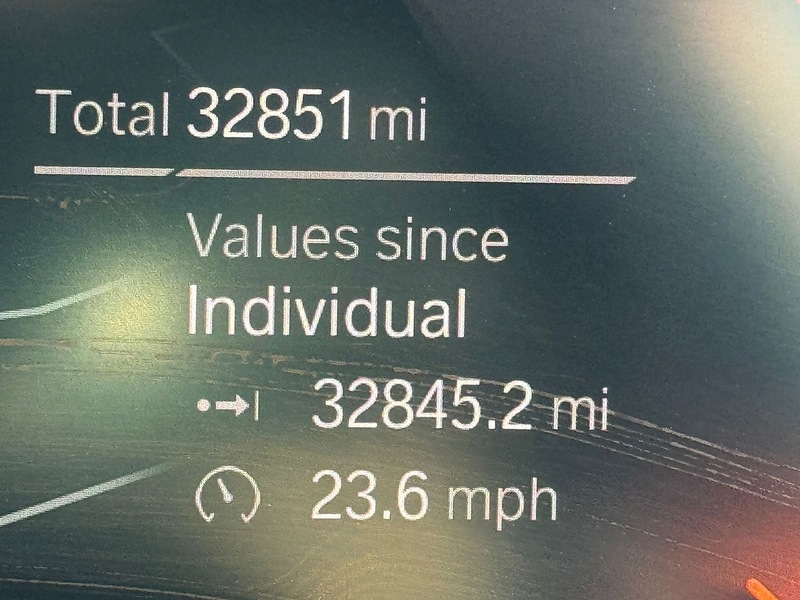 Total 32851 mi
Values since
Individual
32845.2 mi
23.6 mph